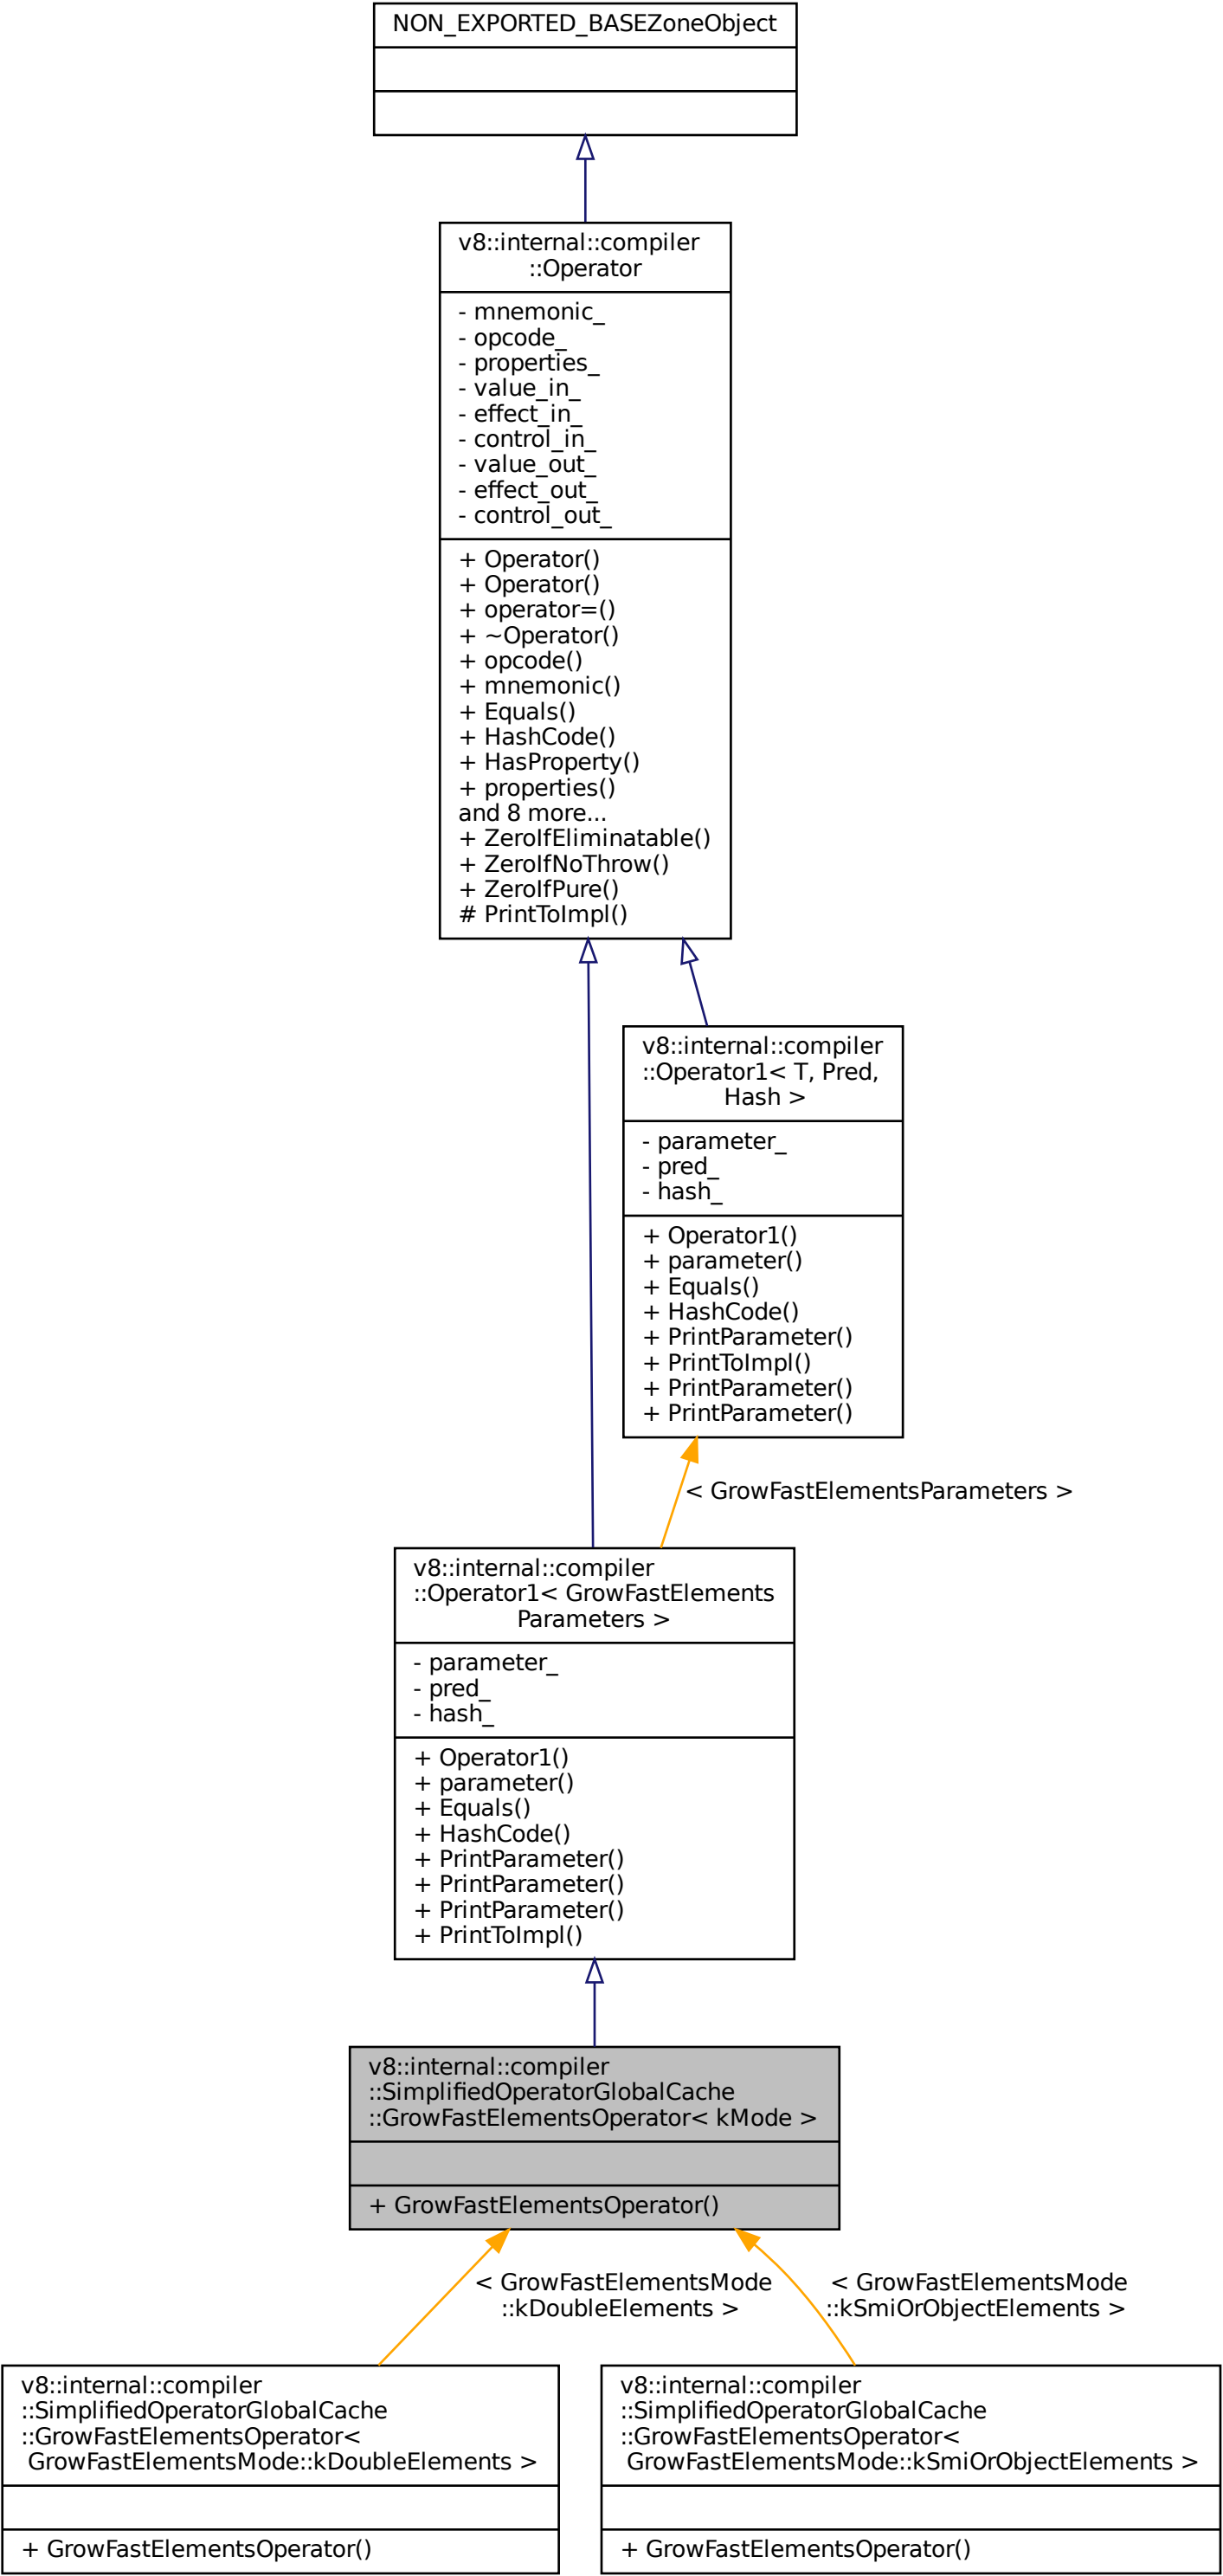 NON_EXPORTED_BASEZoneObject
v8::internal::compiler
::Operator
- mnemonic_
- opcode_
- properties_
- value_in_
- effect_in_
- control_in_
- value_out_
- effect_out_
- control_out_
+ Operator()
+ Operator()
+ operator=()
+ ~Operator()
+ opcode()
+ mnemonic()
+ Equals()
+ HashCode()
+ HasProperty()
+ properties()
and 8 more...
+ ZeroIfEliminatable()
+ ZeroIfNoThrow()
+ ZeroIfPure()
# PrintToImpl()
v8::internal::compiler
::Operator1< T, Pred,
Hash >
- parameter_
- pred_
- hash_
+ Operator1()
+ parameter()
+ Equals()
+ HashCode()
+ PrintParameter()
+ PrintToImpl()
+ PrintParameter()
+ PrintParameter()
< GrowFastElementsParameters >
v8::internal::compiler
::Operator1< GrowFastElements
Parameters >
- parameter_
- pred_
- hash_
+ Operator1()
+ parameter()
+ Equals()
+ HashCode()
+ PrintParameter()
+ PrintParameter()
+ PrintParameter()
+ PrintToImpl()
v8::internal::compiler
::SimplifiedOperatorGlobalCache
::GrowFastElementsOperator< kMode >
+ GrowFastElementsOperator()
< GrowFastElementsMode
::kDoubleElements >
< GrowFastElementsMode
::kSmiOrObjectElements >
v8::internal::compiler
::SimplifiedOperatorGlobalCache
::GrowFastElementsOperator<
GrowFastElementsMode::kDoubleElements >
+ GrowFastElementsOperator()
v8::internal::compiler
::SimplifiedOperatorGlobalCache
::GrowFastElementsOperator<
GrowFastElementsMode::kSmiOrObjectElements >
+ GrowFastElementsOperator()